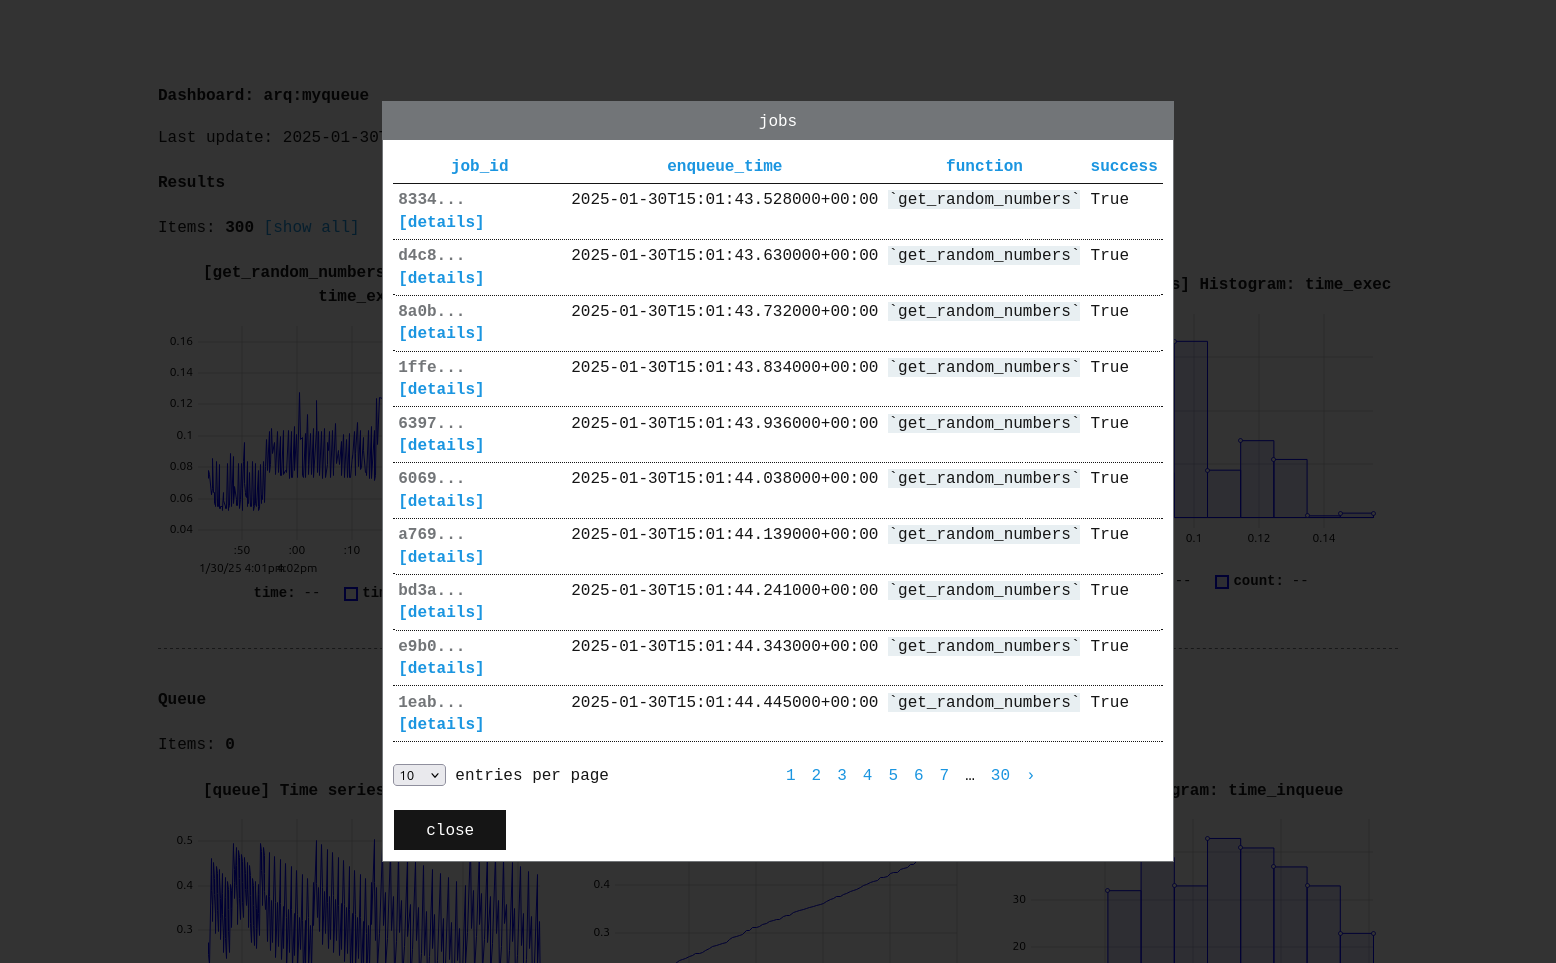 Dashboard: arq:myqueue
Last update: 2025-01-30T
Results
Items: 300 [show all]
[get_random_numbers
time_ex
0.16
0.14
0.12
0.1
0.08
0.06
0.04
:50 :00 :10
1/30/25 4:01pm 4:02pm
time: --
jobs
job_id enqueue_time function success
8334... 2025-01-30T15:01:43.528000+00:00 `get_random_numbers` True
[details]
d4c8... 2025-01-30T15:01:43.630000+00:00 `get_random_numbers` True
[details]
8a0b... 2025-01-30T15:01:43.732000+00:00 `get_random_numbers` True
[details]
1ffe... 2025-01-30T15:01:43.834000+00:00 `get_random_numbers` True
[details]
6397... 2025-01-30T15:01:43.936000+00:00 `get_random_numbers` True
[details]
6069... 2025-01-30T15:01:44.038000+00:00 `get_random_numbers` True
[details]
a769... 2025-01-30T15:01:44.139000+00:00 `get_random_numbers` True
[details]
bd3a... 2025-01-30T15:01:44.241000+00:00 `get_random_numbers` True
[details]
e9b0... 2025-01-30T15:01:44.343000+00:00 `get_random_numbers` True
[details]
1eab... 2025-01-30T15:01:44.445000+00:00 `get_random_numbers` True
[details]
10 entries per page 1 2 3 4 5 6 7 … 30 ›
close
s] Histogram: time_exec
0.1 0.12 0.14
-- count: --
Queue
Items: 0
[queue] Time series
0.5
0.4
0.3
0.4
0.3
gram: time_inqueue
30
20